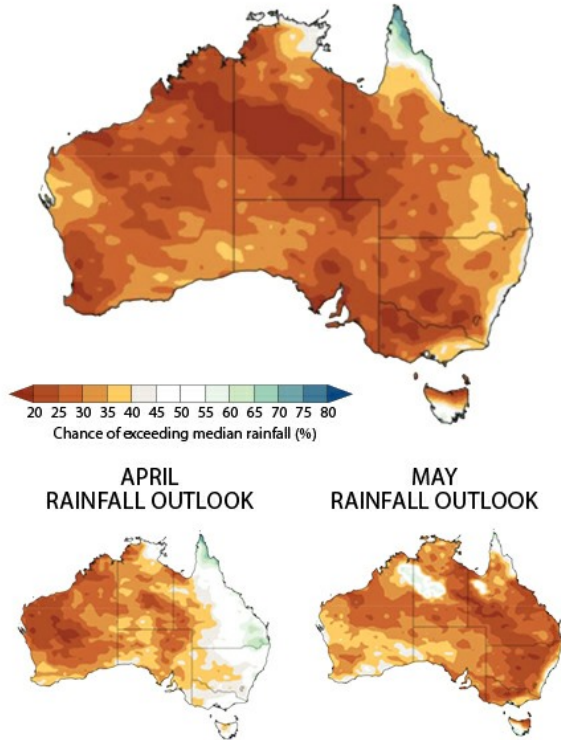 20 25 30 35 40 45 50 55 60 65 70 75 80
Chance of exceeding median rainfall (%)
APRIL
RAINFALL OUTLOOK
MAY
RAINFALL OUTLOOK